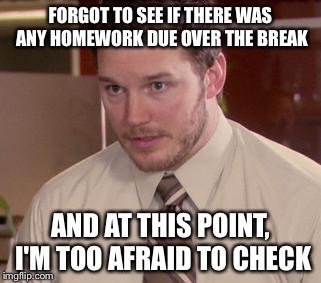 FORGOT TO SEE IF THERE WAS
ANY HOMEWORK DUE OVER THE BREAK
AND AT THIS POINT,
I'M TOO AFRAID TO CHECK
imgflip.com